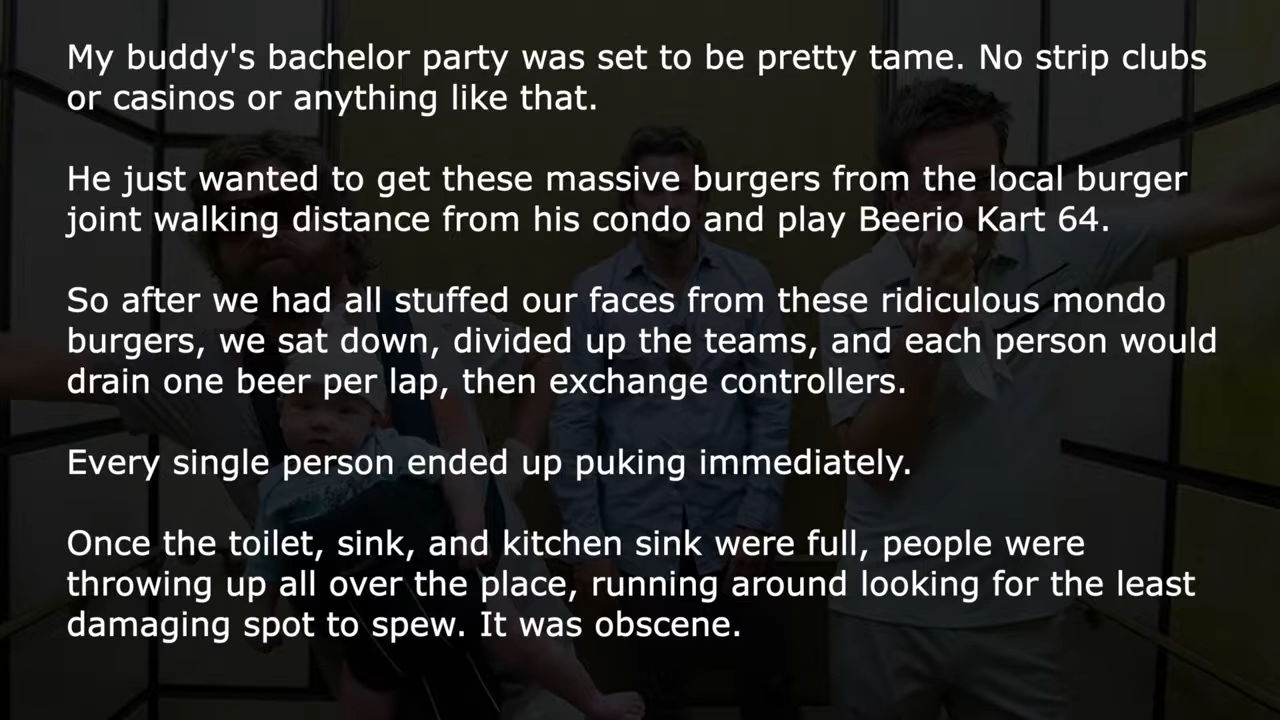 My buddy's bachelor party was set to be pretty tame. No strip clubs
or casinos or anything like that.
He just wanted to get these massive burgers from the local burger
joint walking distance from his condo and play Beerio Kart 64.
So after we had all stuffed our faces from these ridiculous mondo
burgers, we sat down, divided up the teams, and each person would
drain one beer per lap, then exchange controllers.
Every single person ended up puking immediately.
Once the toilet, sink, and kitchen sink were full, people were
throwing up all over the place, running around looking for the least
damaging spot to spew. It was obscene.